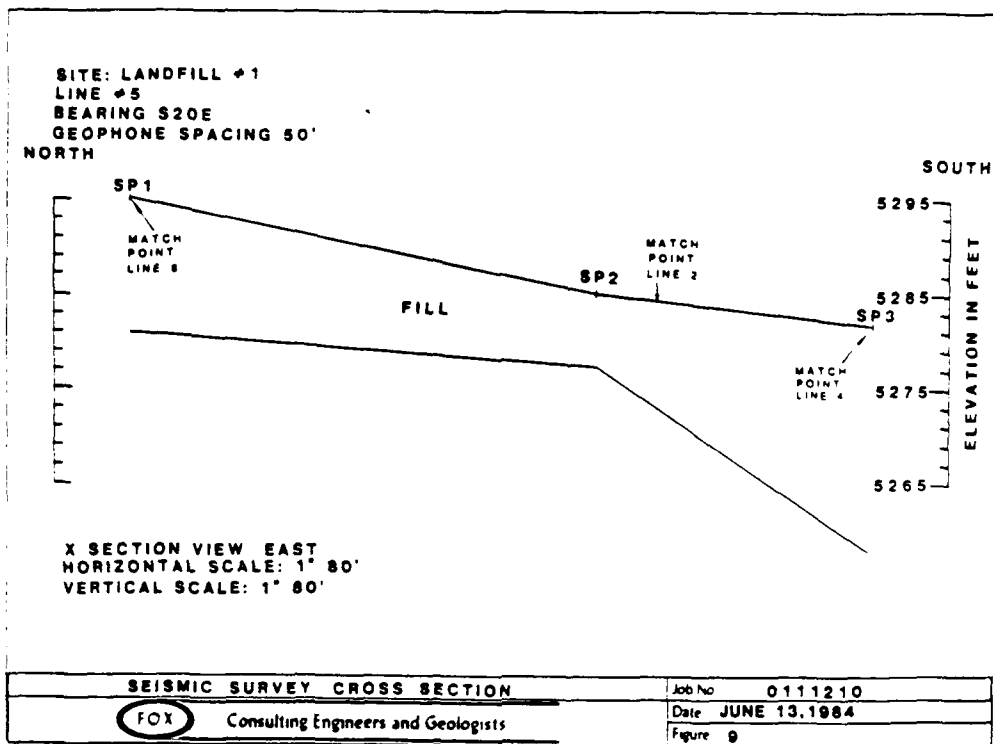 SITE: LANDFILL #1
LINE #5
BEARING S20E
GEOPHONE SPACING 50'
NORTH
SOUTH
SP1
MATCH
POINT
LINE 6
MATCH
POINT
LINE 2
SP2
FILL
SP3
MATCH
POINT
LINE 4
5295
5285
5275
5265
ELEVATION IN FEET
X SECTION VIEW EAST
HORIZONTAL SCALE: 1" 80'
VERTICAL SCALE: 1" 80'
SEISMIC SURVEY CROSS SECTION
FOX Consulting Engineers and Geologists
Job No 0111210
Date JUNE 13, 1984
Figure 9